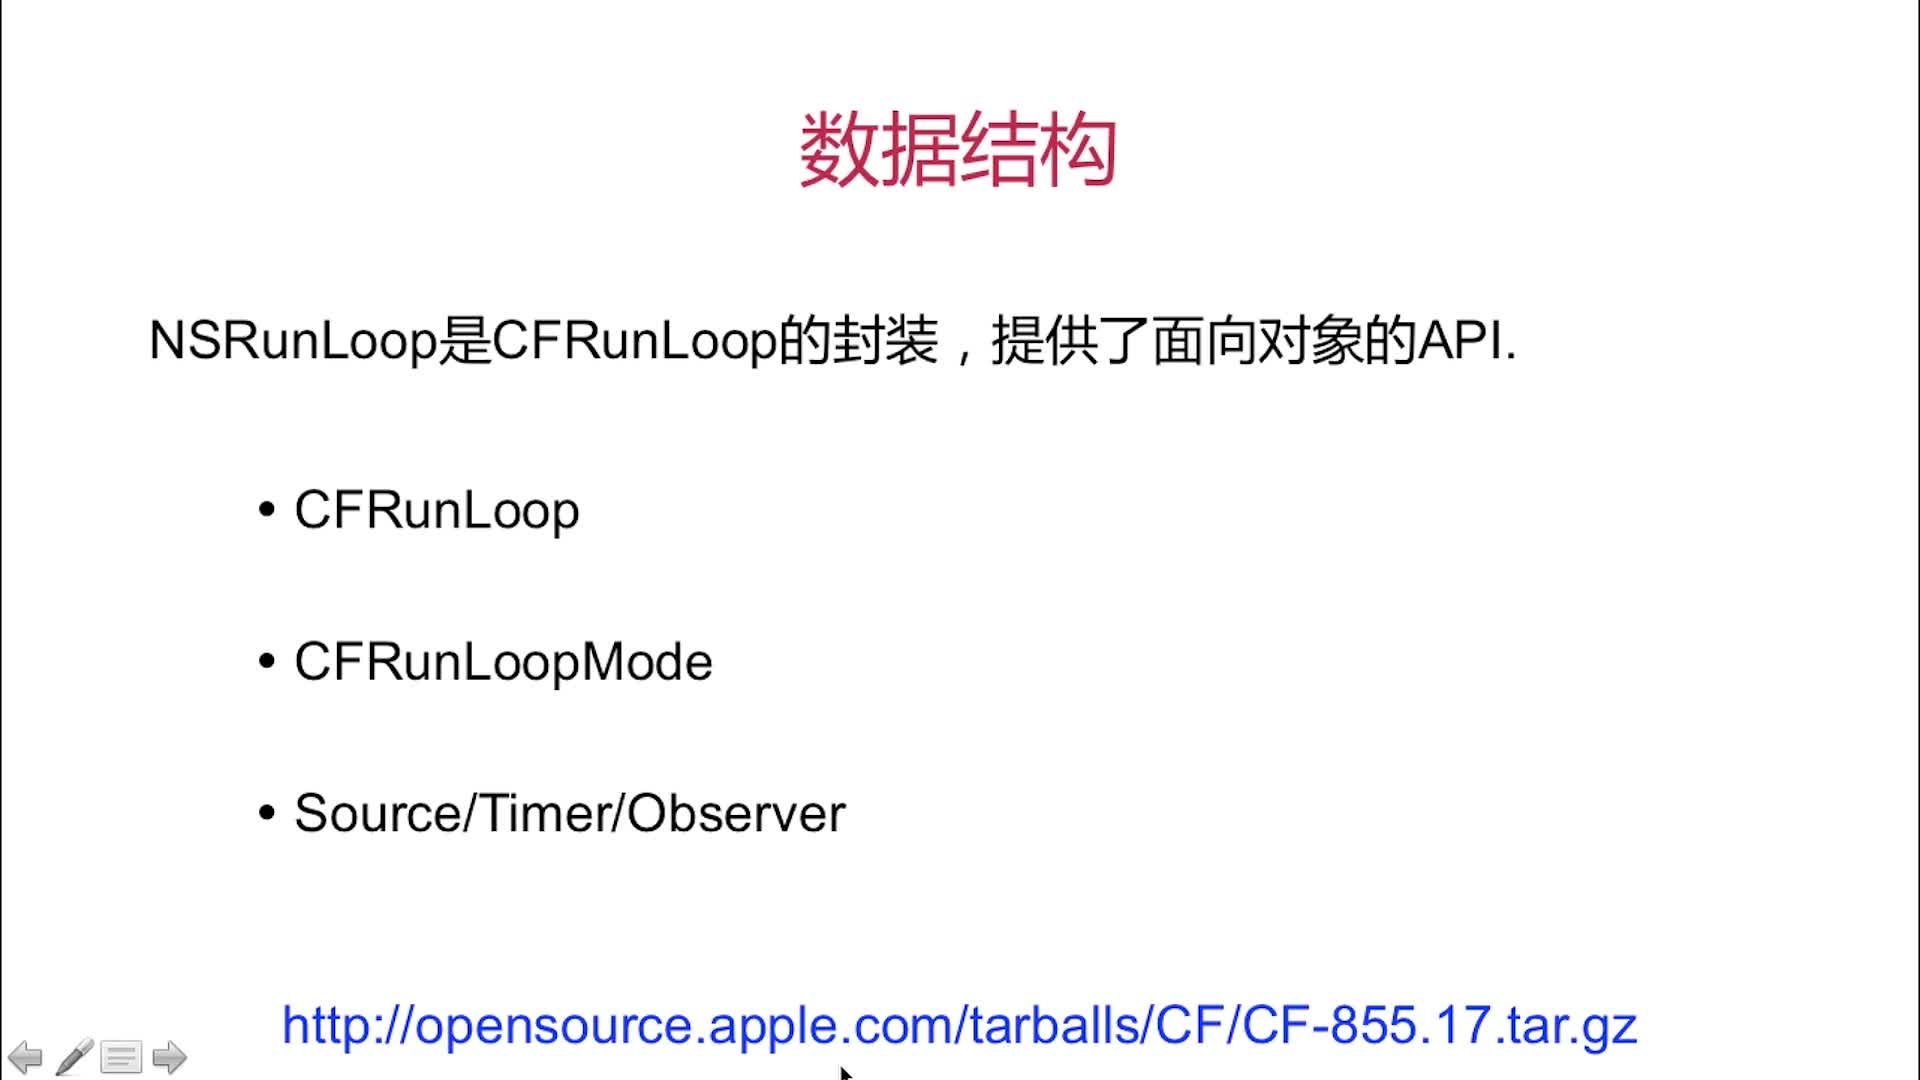 数据结构
NSRunLoop是CFRunLoop的封装，提供了面向对象的API.
• CFRunLoop
• CFRunLoopMode
• Source/Timer/Observer
http://opensource.apple.com/tarballs/CF/CF-855.17.tar.gz